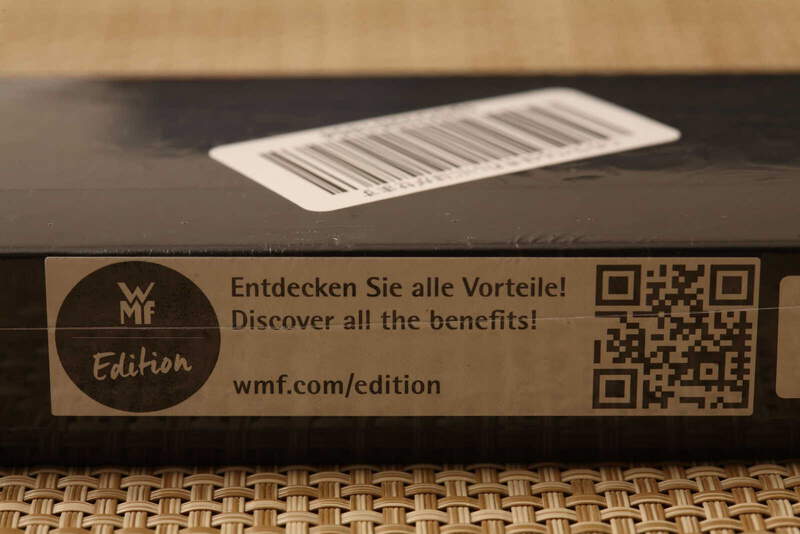 WMF
Edition
Entdecken Sie alle Vorteile!
Discover all the benefits!
wmf.com/edition